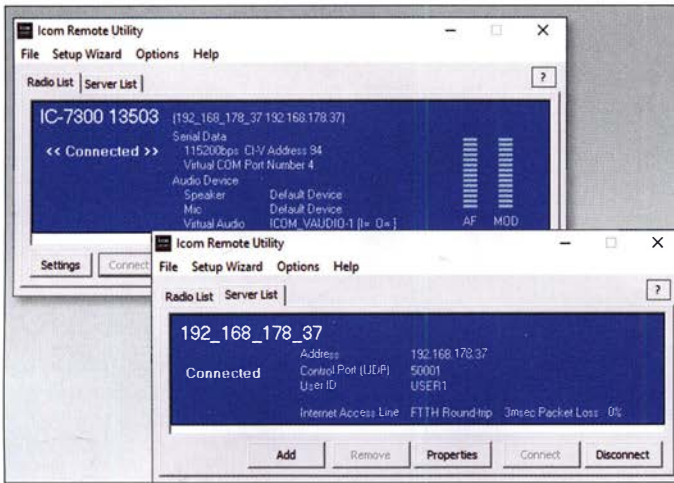 Icom Remote Utility
File Setup Wizard Options Help
Radio List Server List ?
IC-7300 13503 (192_168_178_37 192.168.178.37)
<< Connected >>
Serial Data
115200bps CI-V Address 94
Virtual COM Port Number 4
Audio Device
Speaker Default Device
Mic Default Device
Virtual Audio ICOM_VAUDIO-1 [I= O= ]
AF MOD
Settings Connect
Icom Remote Utility
File Setup Wizard Options Help
Radio List Server List ?
192_168_178_37
Connected
Address 192.168.178.37
Control Port (UDP) 50001
User ID USER1
Internet Access Line FTTH Round-trip 3msec Packet Loss 0%
Add Remove Properties Connect Disconnect